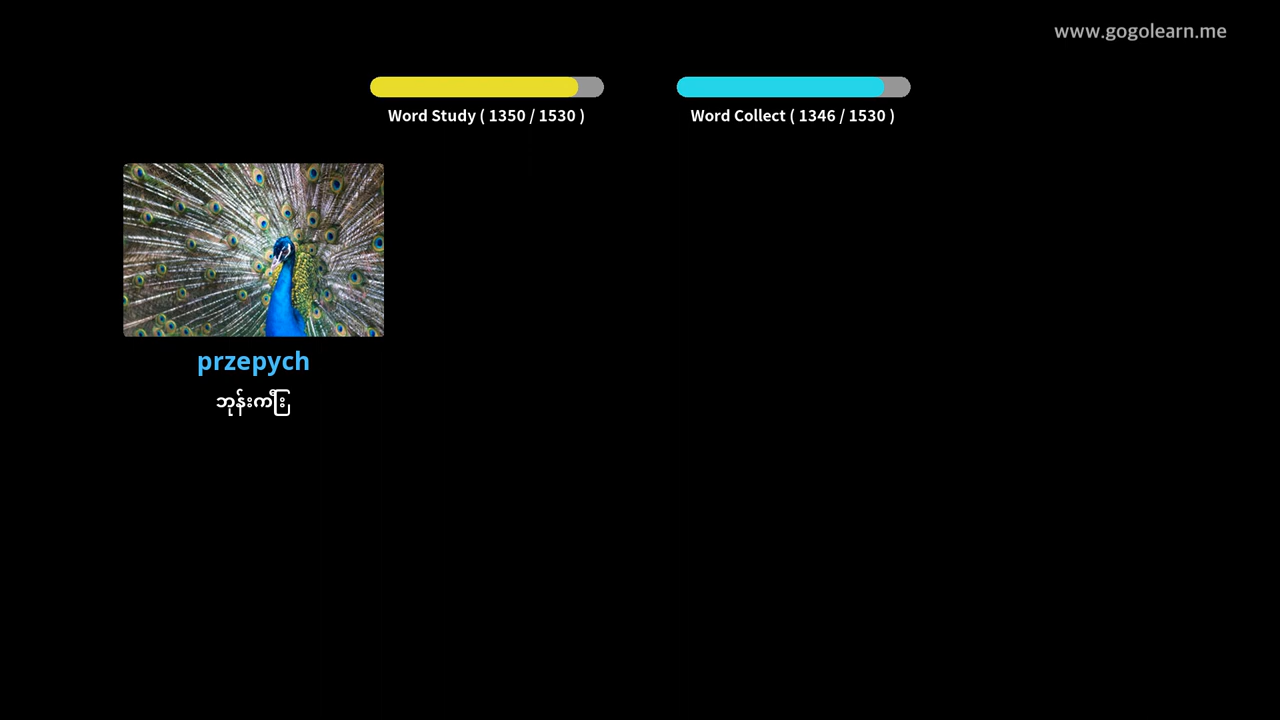 www.gogolearn.me
Word Study ( 1350 / 1530 )
Word Collect ( 1346 / 1530 )
przepych
ဘုန်းကြီး